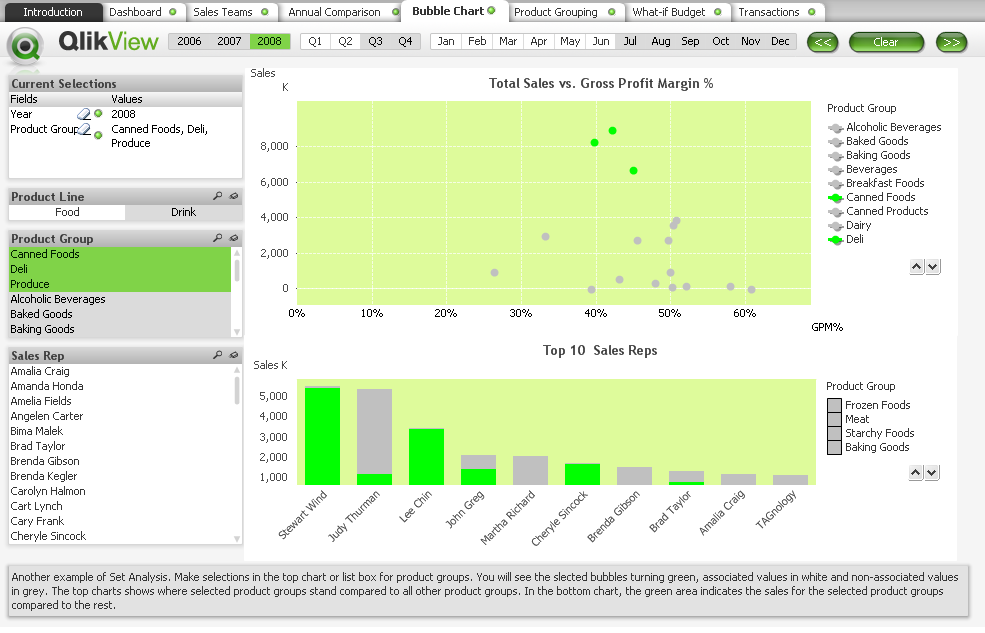 Introduction Dashboard Sales Teams Annual Comparison Bubble Chart Product Grouping What-if Budget Transactions
QlikView 2006 2007 2008 Q1 Q2 Q3 Q4 Jan Feb Mar Apr May Jun Jul Aug Sep Oct Nov Dec << Clear >>
Current Selections
Fields Values
Year 2008
Product Group Canned Foods, Deli,
Produce
Product Line
Food Drink
Product Group
Canned Foods
Deli
Produce
Alcoholic Beverages
Baked Goods
Baking Goods
Sales Rep
Amalia Craig
Amanda Honda
Amelia Fields
Angelen Carter
Bima Malek
Brad Taylor
Brenda Gibson
Brenda Kegler
Carolyn Halmon
Cart Lynch
Cary Frank
Cheryle Sincock
Sales
K
Total Sales vs. Gross Profit Margin %
8,000
6,000
4,000
2,000
0
0% 10% 20% 30% 40% 50% 60%
GPM%
Product Group
Alcoholic Beverages
Baked Goods
Baking Goods
Beverages
Breakfast Foods
Canned Foods
Canned Products
Dairy
Deli
Top 10 Sales Reps
Sales K
5,000
4,000
3,000
2,000
1,000
Stewart Wind
Judy Thurman
Lee Chin
John Greg
Martha Richard
Cheryle Sincock
Brenda Gibson
Brad Taylor
Amalia Craig
TAGnology
Product Group
Frozen Foods
Meat
Starchy Foods
Baking Goods
Another example of Set Analysis. Make selections in the top chart or list box for product groups. You will see the slected bubbles turning green, associated values in white and non-associated values
in grey. The top charts shows where selected product groups stand compared to all other product groups. In the bottom chart, the green area indicates the sales for the selected product groups
compared to the rest.